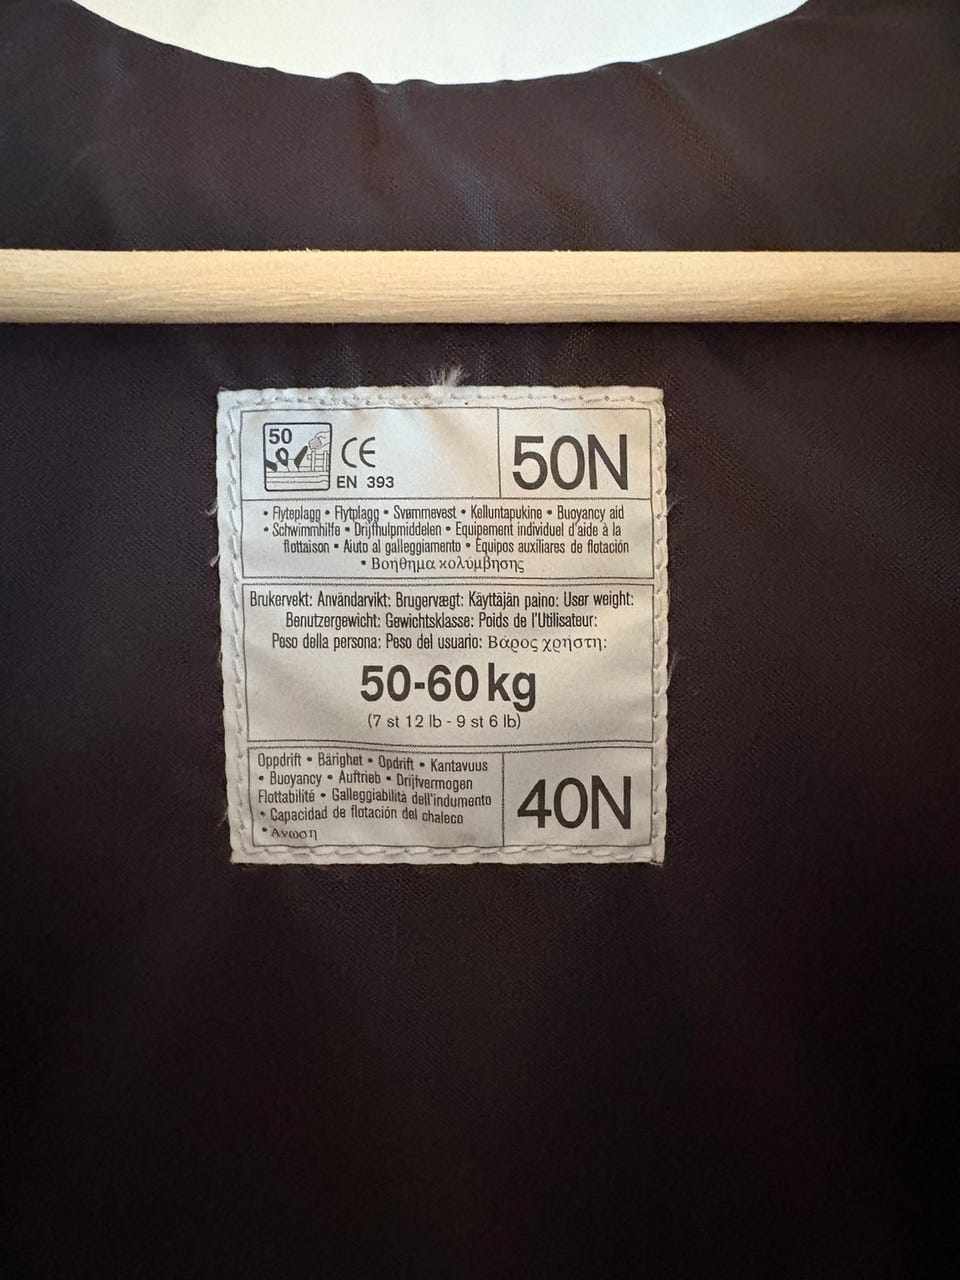 50
CE
EN 393
50N
• Flyteplagg • Flytplagg • Svømmevest • Kelluntapukine • Buoyancy aid
• Schwimmhilfe • Drijfhulpmiddelen • Equipement individuel d'aide à la
flottaison • Aiuto al galleggiamento • Equipos auxiliares de flotación
• Βοήθημα κολύμβησης
Brukervekt: Användarvikt: Brugervægt: Käyttäjän paino: User weight:
Benutzergewicht: Gewichtsklasse: Poids de l'Utilisateur:
Peso della persona: Peso del usuario: Βάρος χρήστη:
50-60 kg
(7 st 12 lb - 9 st 6 lb)
Oppdrift • Bärighet • Opdrift • Kantavuus
• Buoyancy • Auftrieb • Drijfvermogen
Flottabilité • Galleggiabilità dell'indumento
• Capacidad de flotación del chaleco
• Ανωση
40N